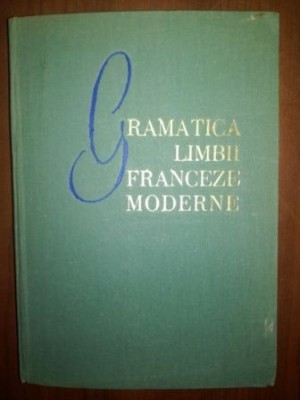 GRAMATICA
LIMBII
FRANCEZE
MODERNE